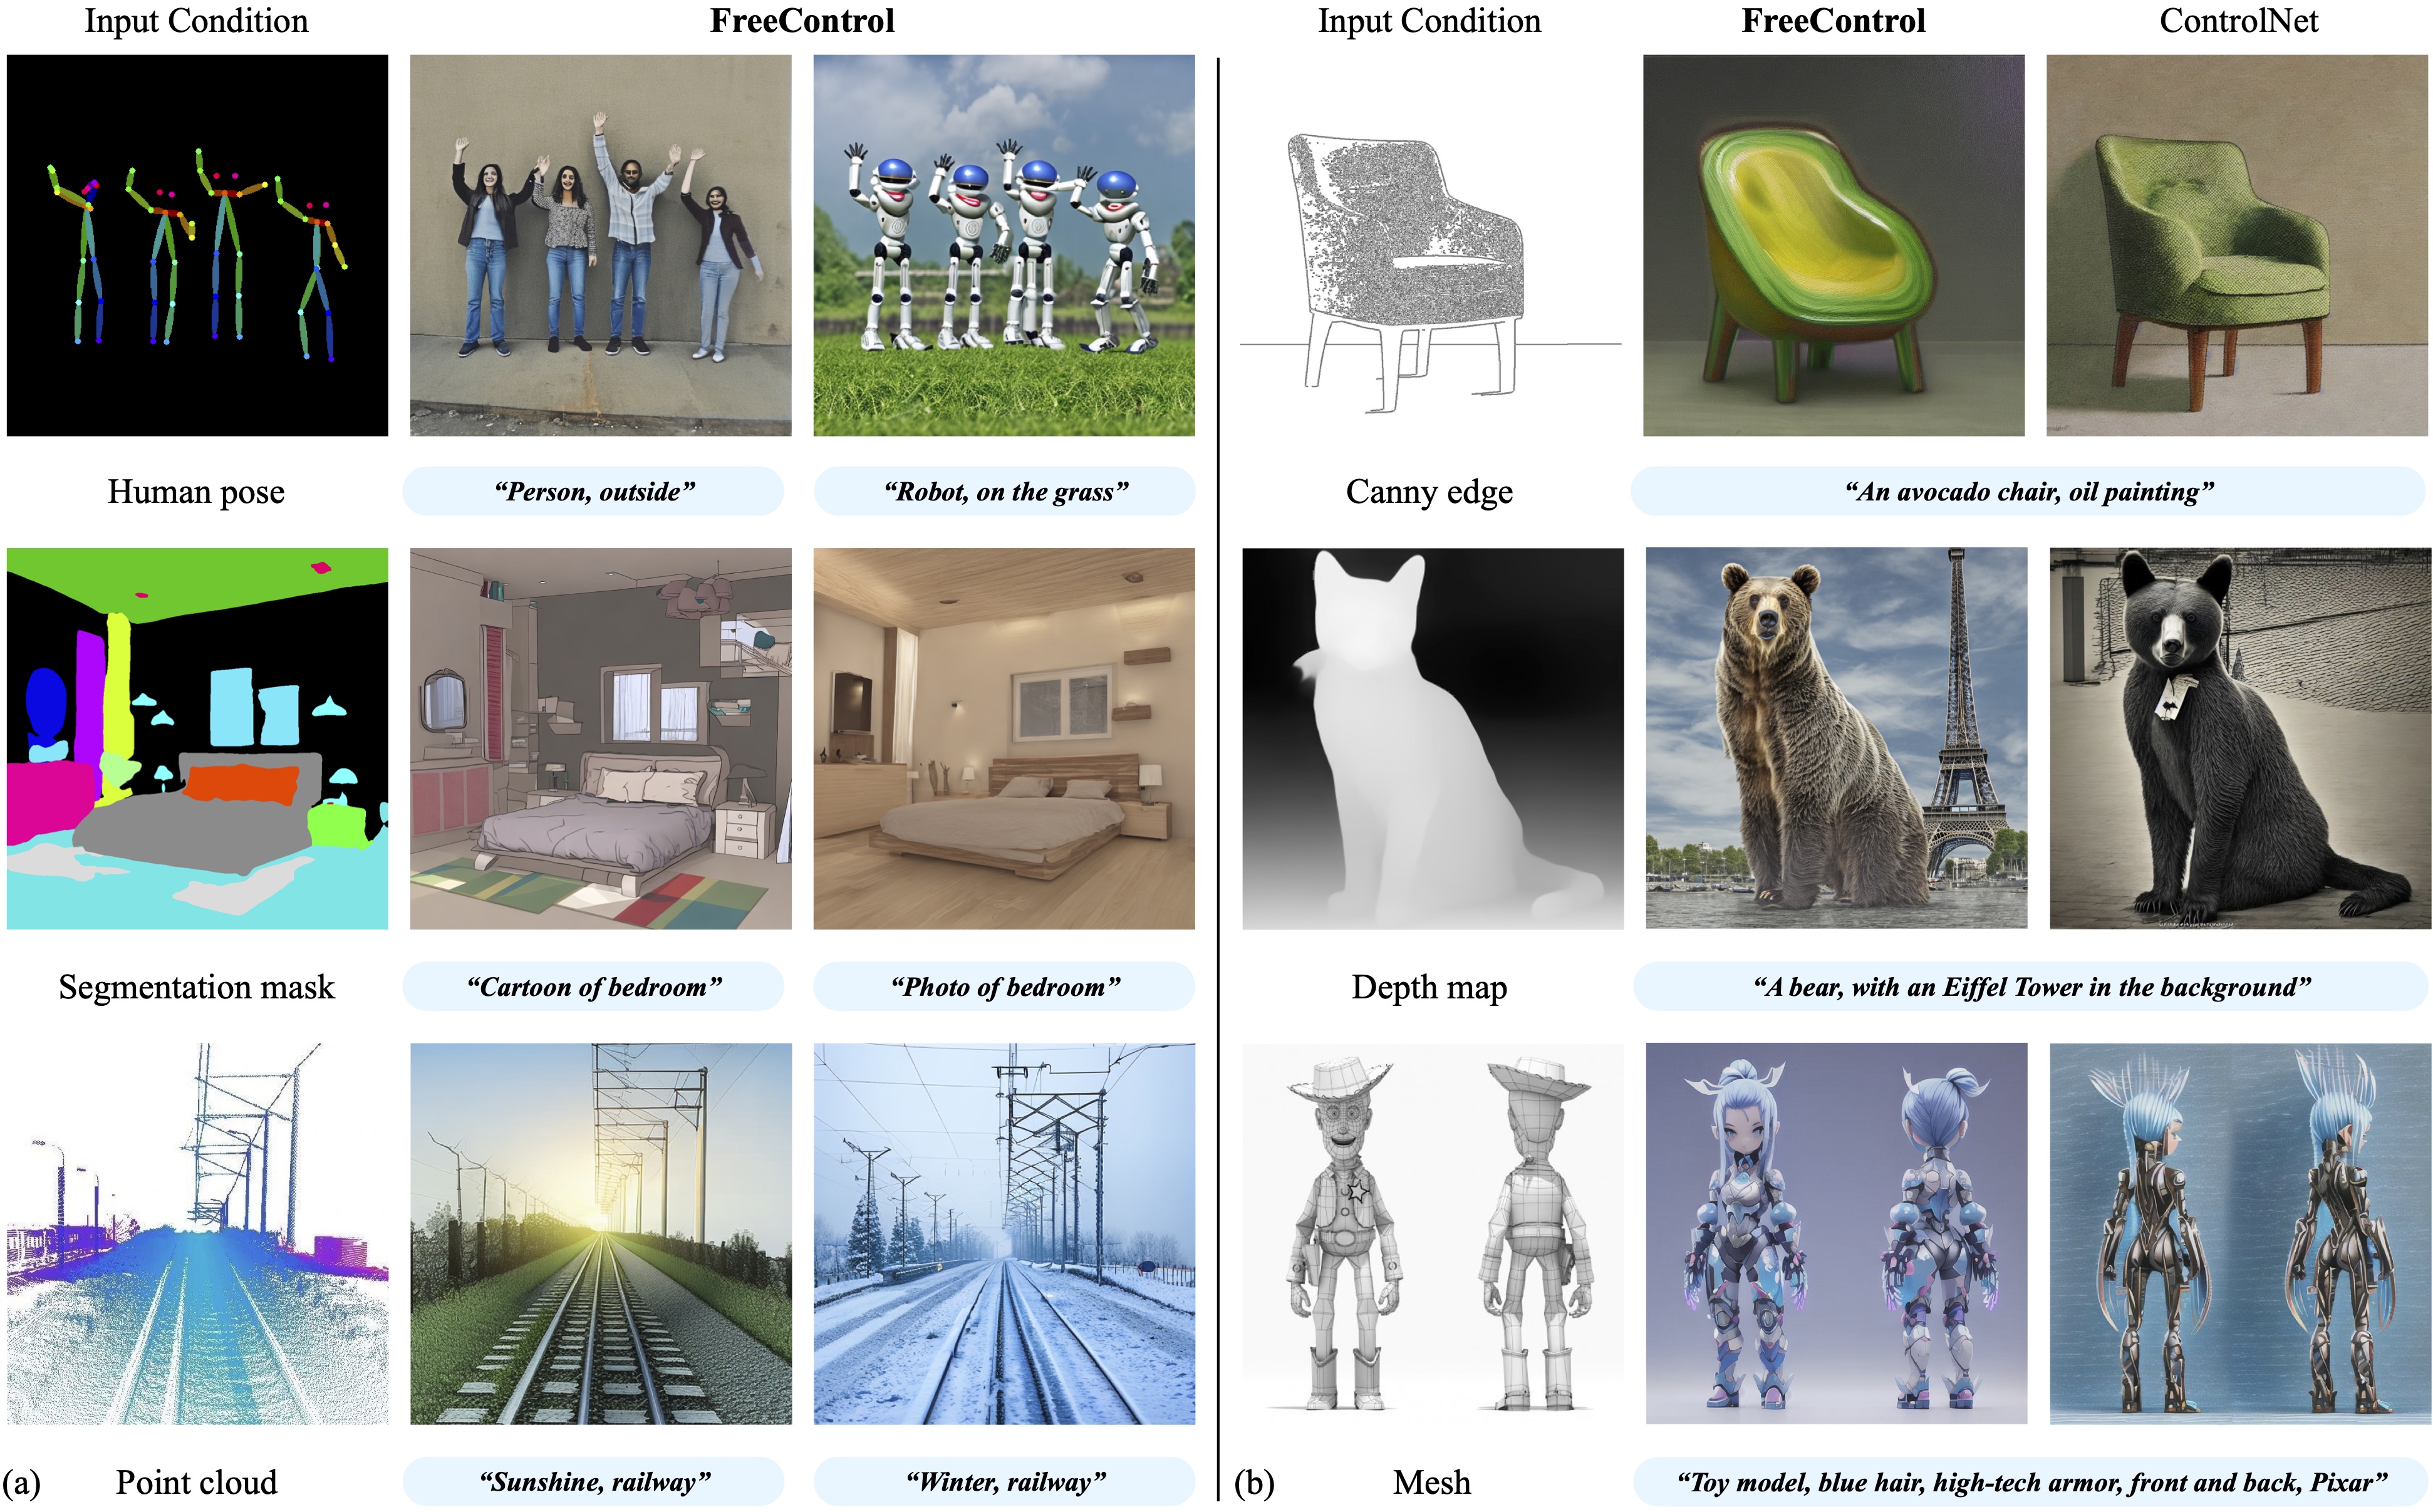 Input Condition
FreeControl
Input Condition
FreeControl
ControlNet
Human pose
“Person, outside”
“Robot, on the grass”
Canny edge
“An avocado chair, oil painting”
Segmentation mask
“Cartoon of bedroom”
“Photo of bedroom”
Depth map
“A bear, with an Eiffel Tower in the background”
(a)
Point cloud
“Sunshine, railway”
“Winter, railway”
(b)
Mesh
“Toy model, blue hair, high-tech armor, front and back, Pixar”